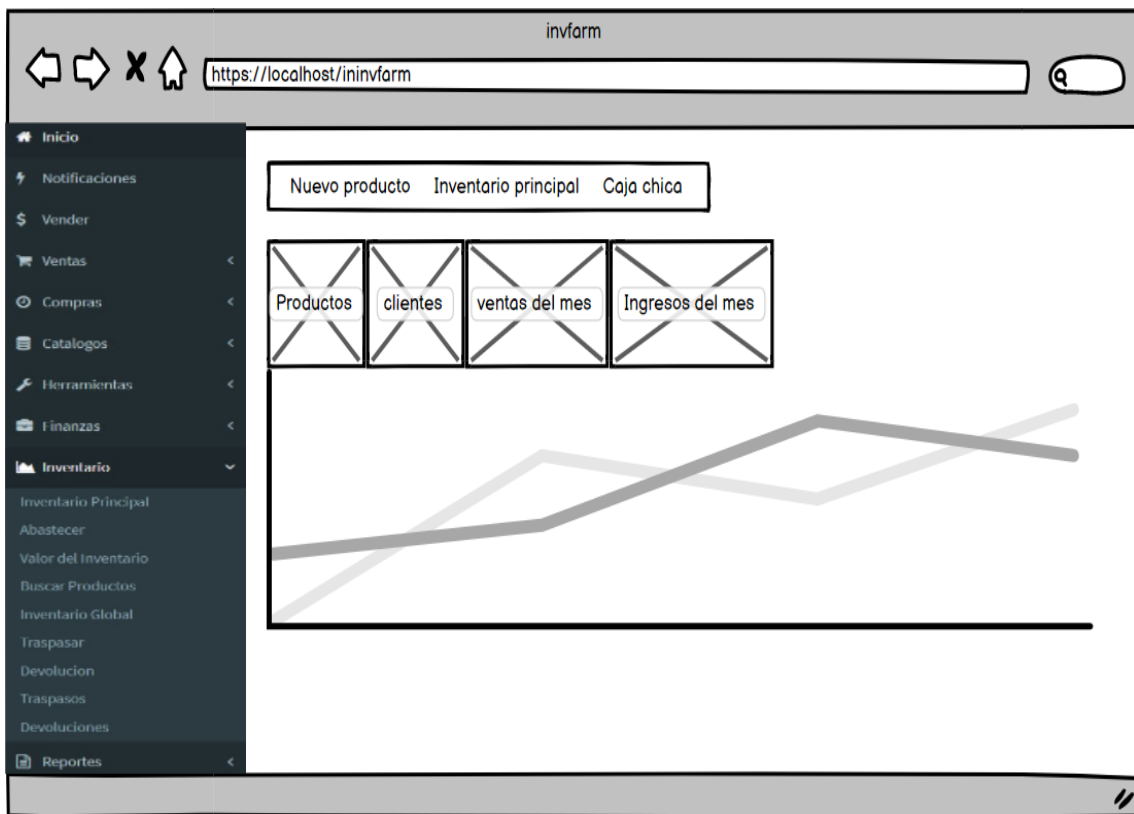 invfarm
https://localhost/ininvfarm
Inicio
Notificaciones
$ Vender
Ventas
Compras
Catalogos
Herramientas
Finanzas
Inventario
Inventario Principal
Abastecer
Valor del Inventario
Buscar Productos
Inventario Global
Traspasar
Devolucion
Traspasos
Devoluciones
Reportes
Nuevo producto Inventario principal Caja chica
Productos clientes ventas del mes Ingresos del mes